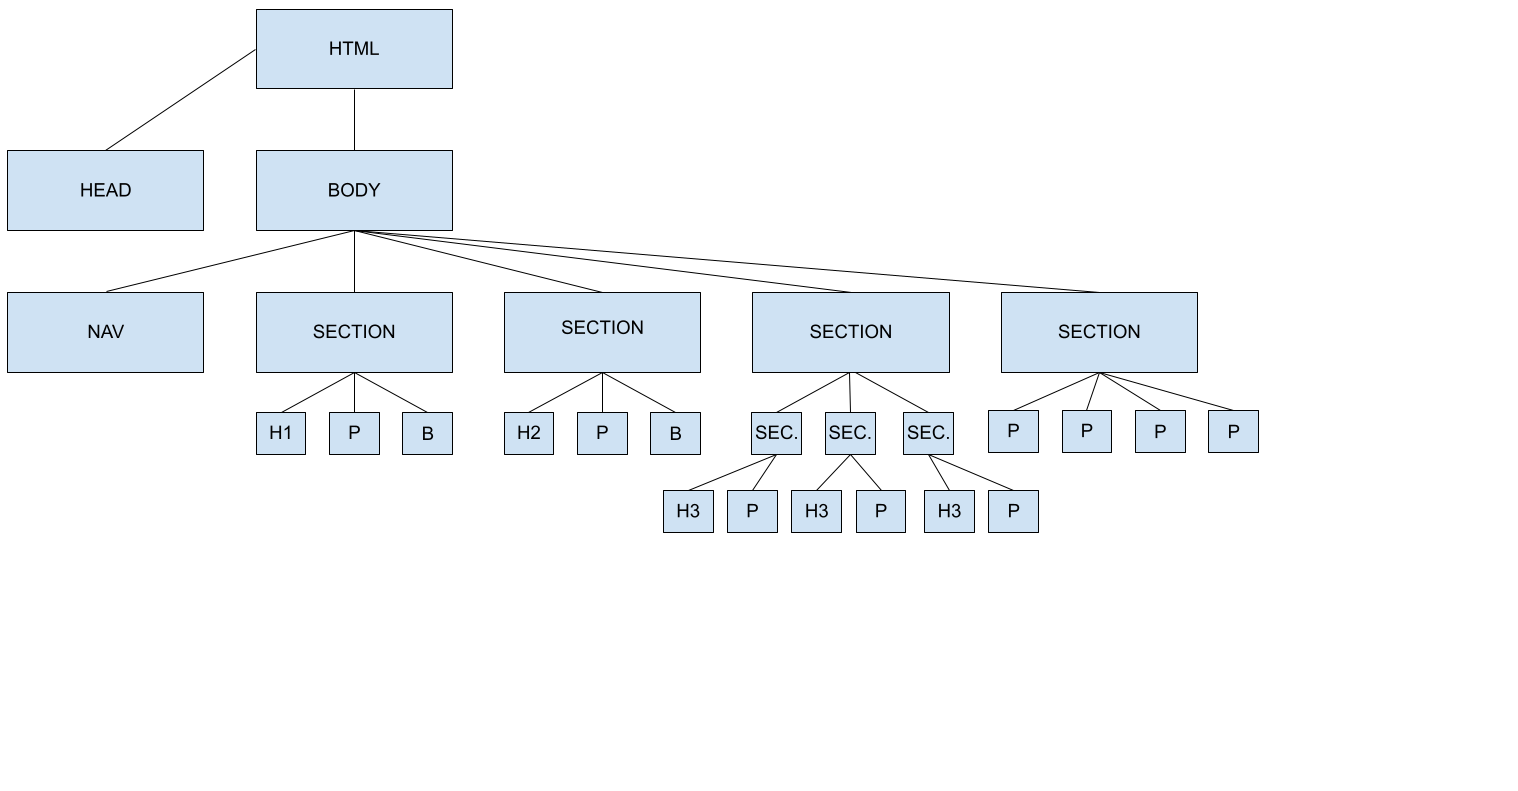 HTML
HEAD
BODY
NAV
SECTION
SECTION
SECTION
SECTION
H1
P
B
H2
P
B
SEC.
SEC.
SEC.
P
P
P
P
H3
P
H3
P
H3
P